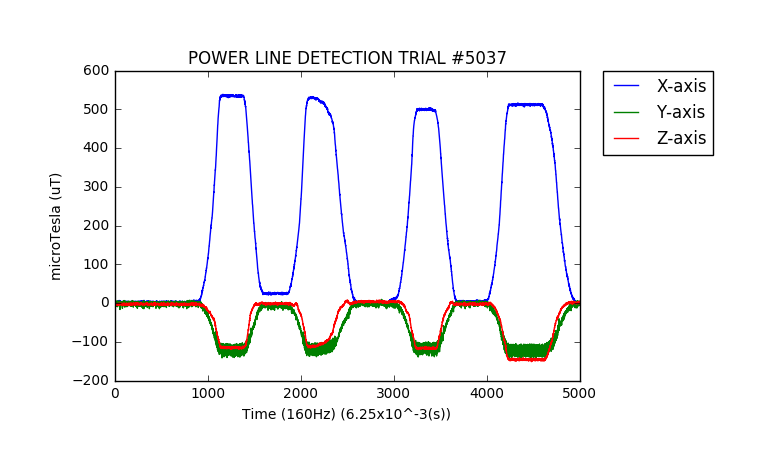 POWER LINE DETECTION TRIAL #5037
600
500
400
300
200
100
0
−100
−200
microTesla (uT)
0 1000 2000 3000 4000 5000
Time (160Hz) (6.25x10^-3(s))
X-axis
Y-axis
Z-axis